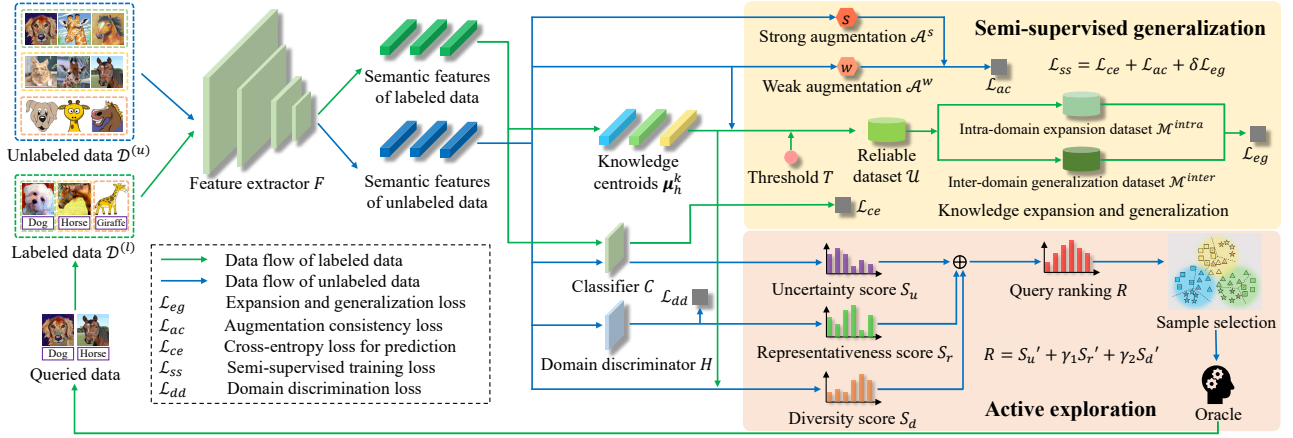 Unlabeled data 𝒟^(u)
Dog
Horse
Giraffe
Labeled data 𝒟^(l)
Dog
Horse
Queried data
Feature extractor F
Semantic features
of labeled data
Semantic features
of unlabeled data
Data flow of labeled data
Data flow of unlabeled data
ℒ_eg Expansion and generalization loss
ℒ_ac Augmentation consistency loss
ℒ_ce Cross-entropy loss for prediction
ℒ_ss Semi-supervised training loss
ℒ_dd Domain discrimination loss
Knowledge
centroids μ_h^k
Classifier C
ℒ_dd
Domain discriminator H
s
Strong augmentation 𝒜^s
w
Weak augmentation 𝒜^w
ℒ_ac
Semi-supervised generalization
ℒ_ss = ℒ_ce + ℒ_ac + δℒ_eg
Threshold T
Reliable
dataset 𝒰
Intra-domain expansion dataset ℳ^intra
Inter-domain generalization dataset ℳ^inter
ℒ_eg
Knowledge expansion and generalization
ℒ_ce
Uncertainty score S_u
Representativeness score S_r
Diversity score S_d
⊕
Query ranking R
R = S_u′ + γ_1S_r′ + γ_2S_d′
Sample selection
Oracle
Active exploration